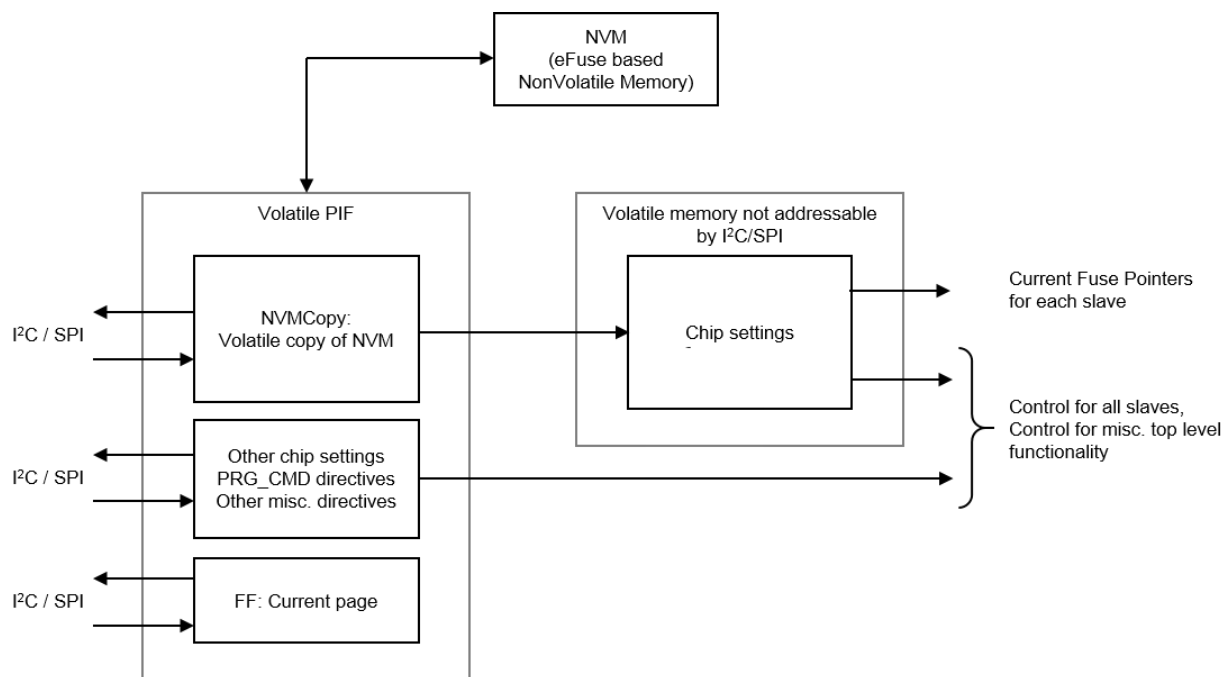 NVM
(eFuse based
NonVolatile Memory)
Volatile PIF
Volatile memory not addressable
by I²C/SPI
NVMCopy:
Volatile copy of NVM
Chip settings
Current Fuse Pointers
for each slave
I²C / SPI
Other chip settings
PRG_CMD directives
Other misc. directives
I²C / SPI
Control for all slaves,
Control for misc. top level
functionality
FF: Current page
I²C / SPI